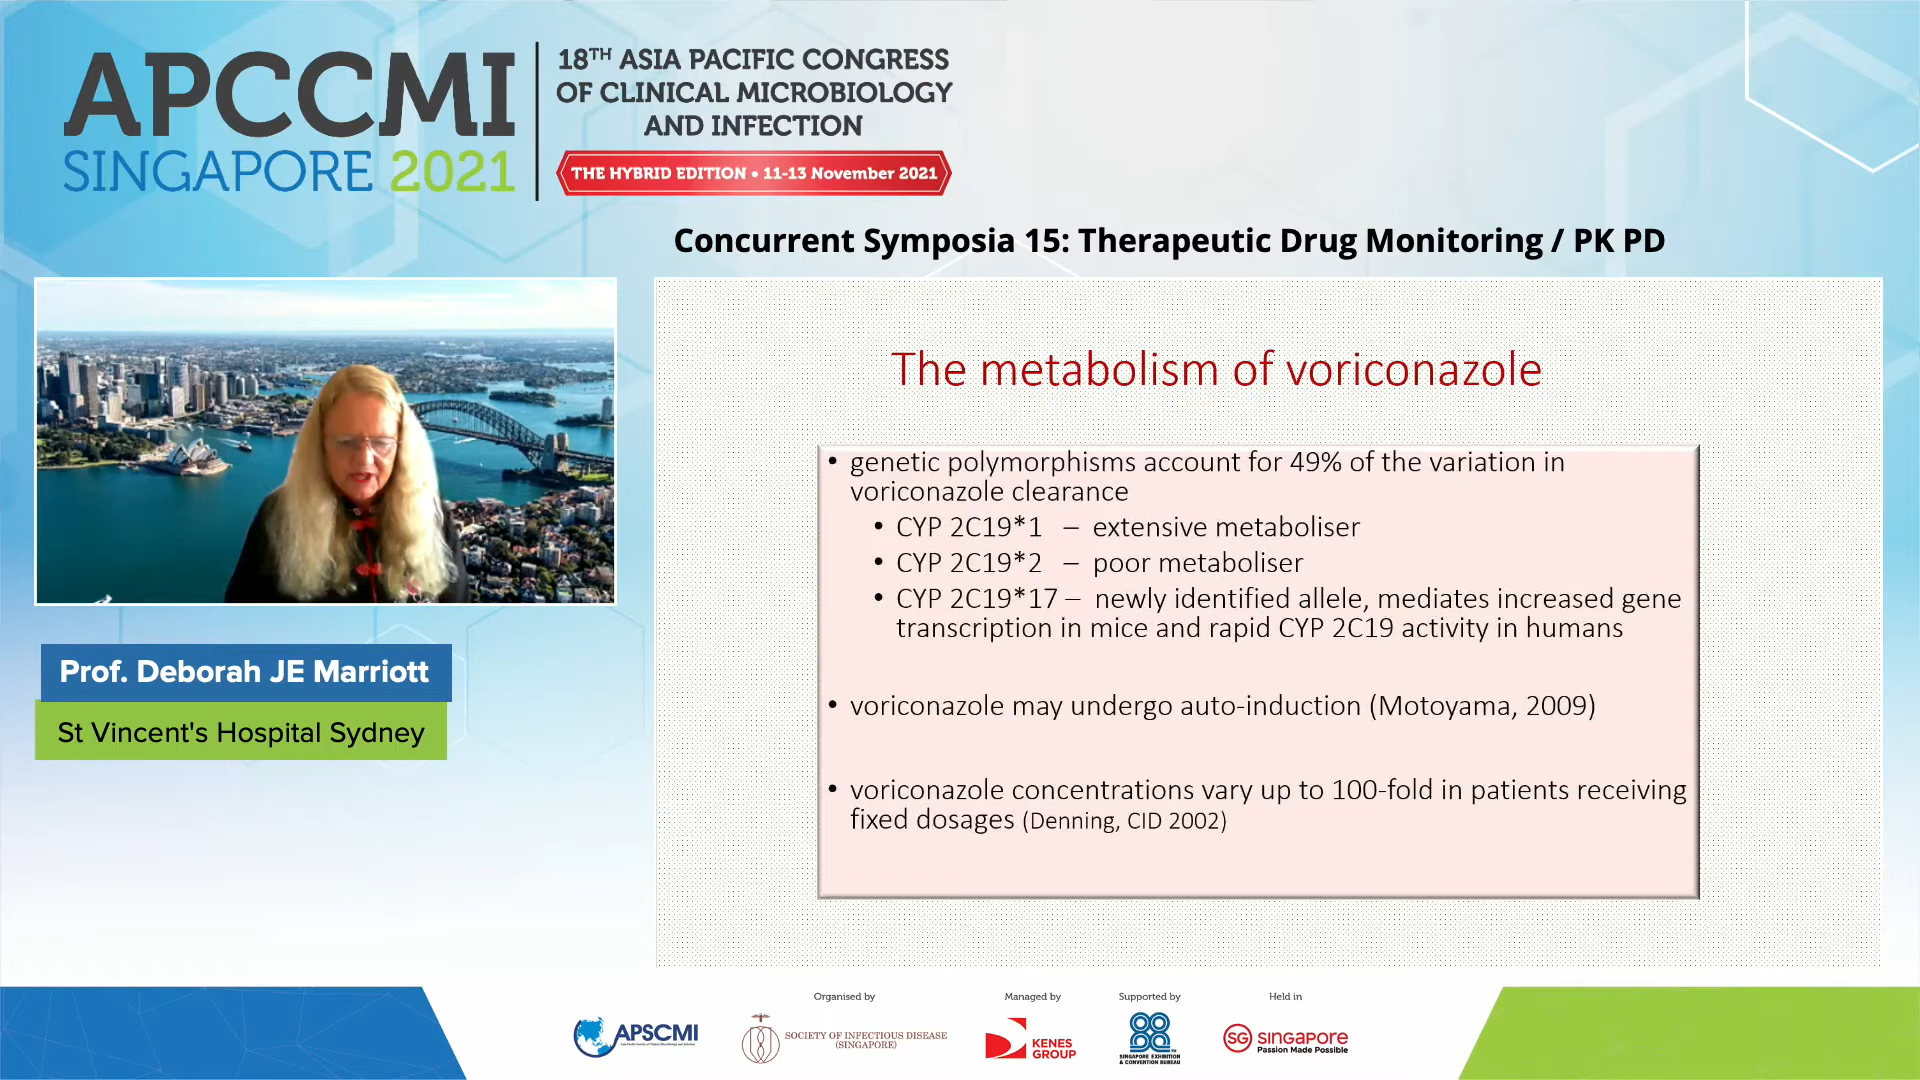 APCCMI
SINGAPORE 2021
18TH ASIA PACIFIC CONGRESS
OF CLINICAL MICROBIOLOGY
AND INFECTION
THE HYBRID EDITION • 11-13 November 2021
Concurrent Symposia 15: Therapeutic Drug Monitoring / PK PD
Prof. Deborah JE Marriott
St Vincent's Hospital Sydney
The metabolism of voriconazole
• genetic polymorphisms account for 49% of the variation in
voriconazole clearance
• CYP 2C19*1 – extensive metaboliser
• CYP 2C19*2 – poor metaboliser
• CYP 2C19*17 – newly identified allele, mediates increased gene
transcription in mice and rapid CYP 2C19 activity in humans
• voriconazole may undergo auto-induction (Motoyama, 2009)
• voriconazole concentrations vary up to 100-fold in patients receiving
fixed dosages (Denning, CID 2002)
Organised by
Managed by
Supported by
Held in
APSCMI
SOCIETY OF INFECTIOUS DISEASE
(SINGAPORE)
KENES
GROUP
SINGAPORE EXHIBITION
& CONVENTION BUREAU
SG SINGAPORE
Passion Made Possible